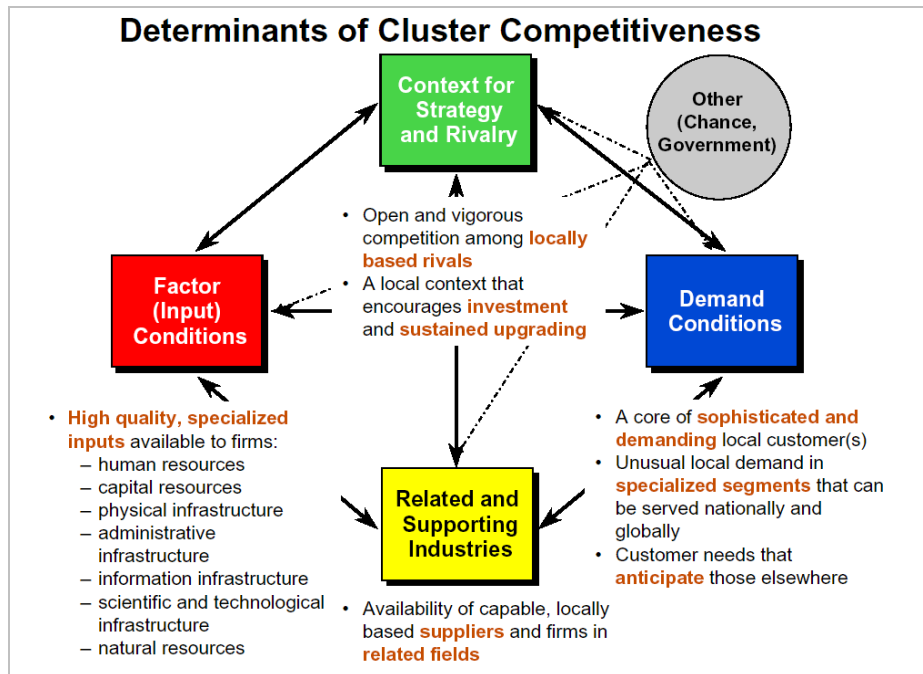 Determinants of Cluster Competitiveness
Context for
Strategy
and Rivalry
Other
(Chance,
Government)
• Open and vigorous
competition among locally
based rivals
• A local context that
encourages investment
and sustained upgrading
Factor
(Input)
Conditions
Demand
Conditions
• High quality, specialized
inputs available to firms:
– human resources
– capital resources
– physical infrastructure
– administrative
infrastructure
– information infrastructure
– scientific and technological
infrastructure
– natural resources
Related and
Supporting
Industries
• Availability of capable, locally
based suppliers and firms in
related fields
• A core of sophisticated and
demanding local customer(s)
• Unusual local demand in
specialized segments that can
be served nationally and
globally
• Customer needs that
anticipate those elsewhere